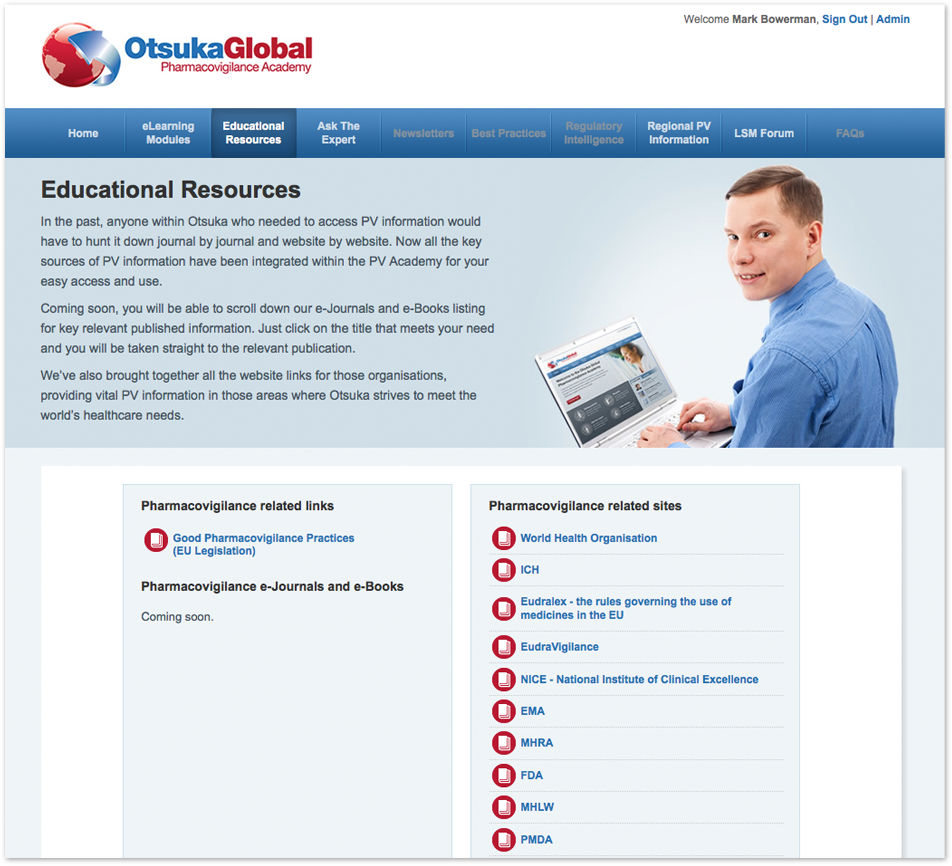 Welcome Mark Bowerman, Sign Out | Admin
OtsukaGlobal
Pharmacovigilance Academy
Home
eLearning
Modules
Educational
Resources
Ask The
Expert
Newsletters
Best Practices
Regulatory
Intelligence
Regional PV
Information
LSM Forum
FAQs
Educational Resources
In the past, anyone within Otsuka who needed to access PV information would
have to hunt it down journal by journal and website by website. Now all the key
sources of PV information have been integrated within the PV Academy for your
easy access and use.
Coming soon, you will be able to scroll down our e-Journals and e-Books listing
for key relevant published information. Just click on the title that meets your need
and you will be taken straight to the relevant publication.
We've also brought together all the website links for those organisations,
providing vital PV information in those areas where Otsuka strives to meet the
world's healthcare needs.
OtsukaGlobal
Welcome to the Otsuka Global
Pharmacovigilance Academy
Pharmacovigilance related links
Good Pharmacovigilance Practices
(EU Legislation)
Pharmacovigilance e-Journals and e-Books
Coming soon.
Pharmacovigilance related sites
World Health Organisation
ICH
Eudralex - the rules governing the use of
medicines in the EU
EudraVigilance
NICE - National Institute of Clinical Excellence
EMA
MHRA
FDA
MHLW
PMDA